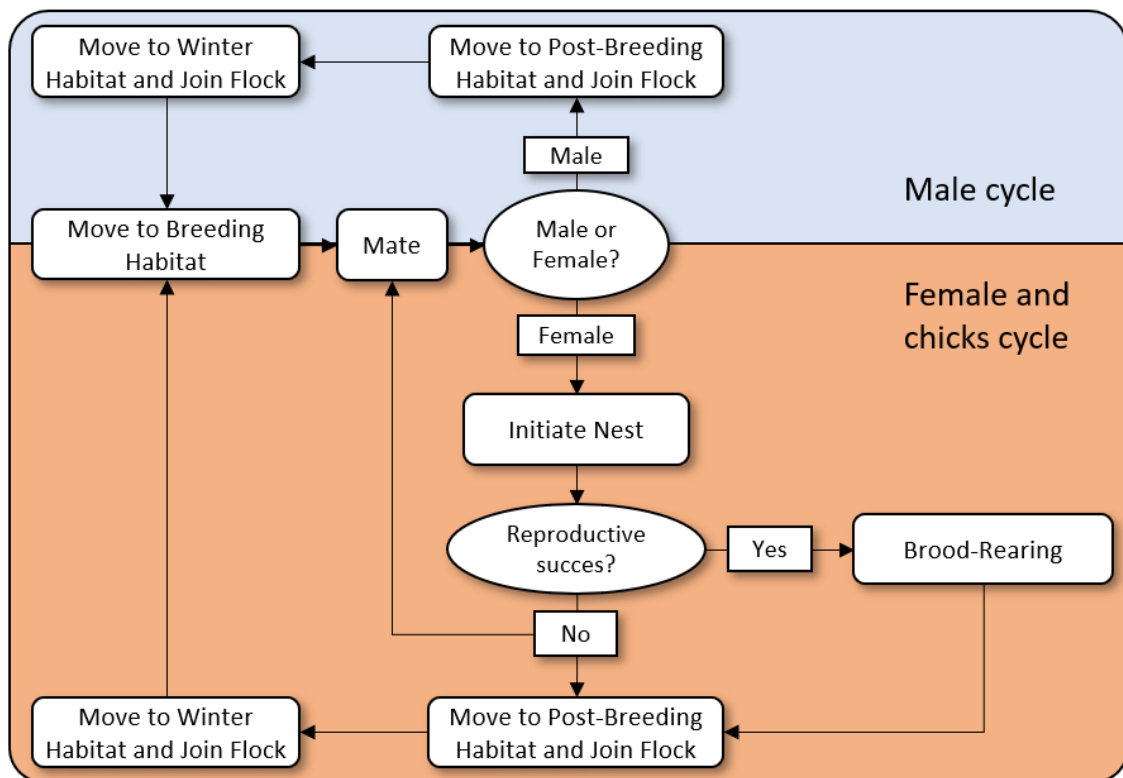 Move to Winter
Habitat and Join Flock
Move to Post-Breeding
Habitat and Join Flock
Male
Male cycle
Move to Breeding
Habitat
Mate
Male or
Female?
Female and
chicks cycle
Female
Initiate Nest
Reproductive
succes?
Yes
Brood-Rearing
No
Move to Winter
Habitat and Join Flock
Move to Post-Breeding
Habitat and Join Flock